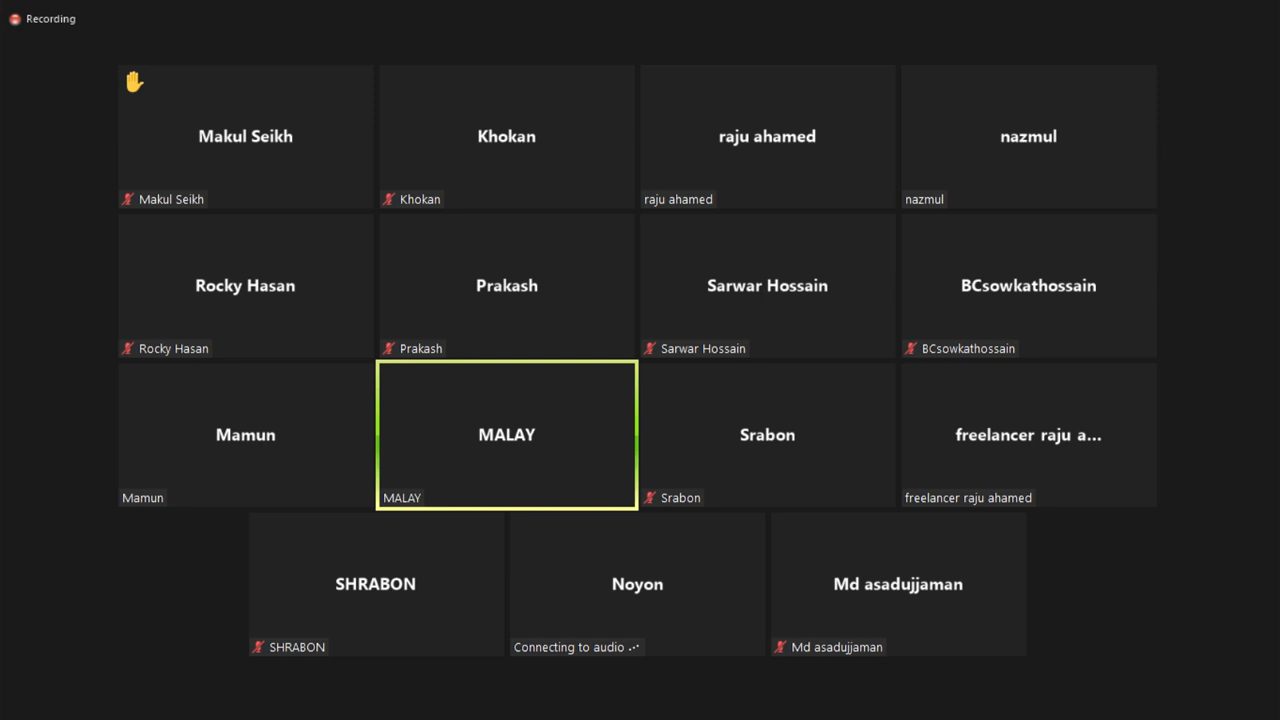 Recording
Makul Seikh
Khokan
raju ahamed
nazmul
Makul Seikh
Khokan
raju ahamed
nazmul
Rocky Hasan
Prakash
Sarwar Hossain
BCsowkathossain
Rocky Hasan
Prakash
Sarwar Hossain
BCsowkathossain
Mamun
MALAY
Srabon
freelancer raju a...
Mamun
MALAY
Srabon
freelancer raju ahamed
SHRABON
Noyon
Md asadujjaman
SHRABON
Connecting to audio
Md asadujjaman